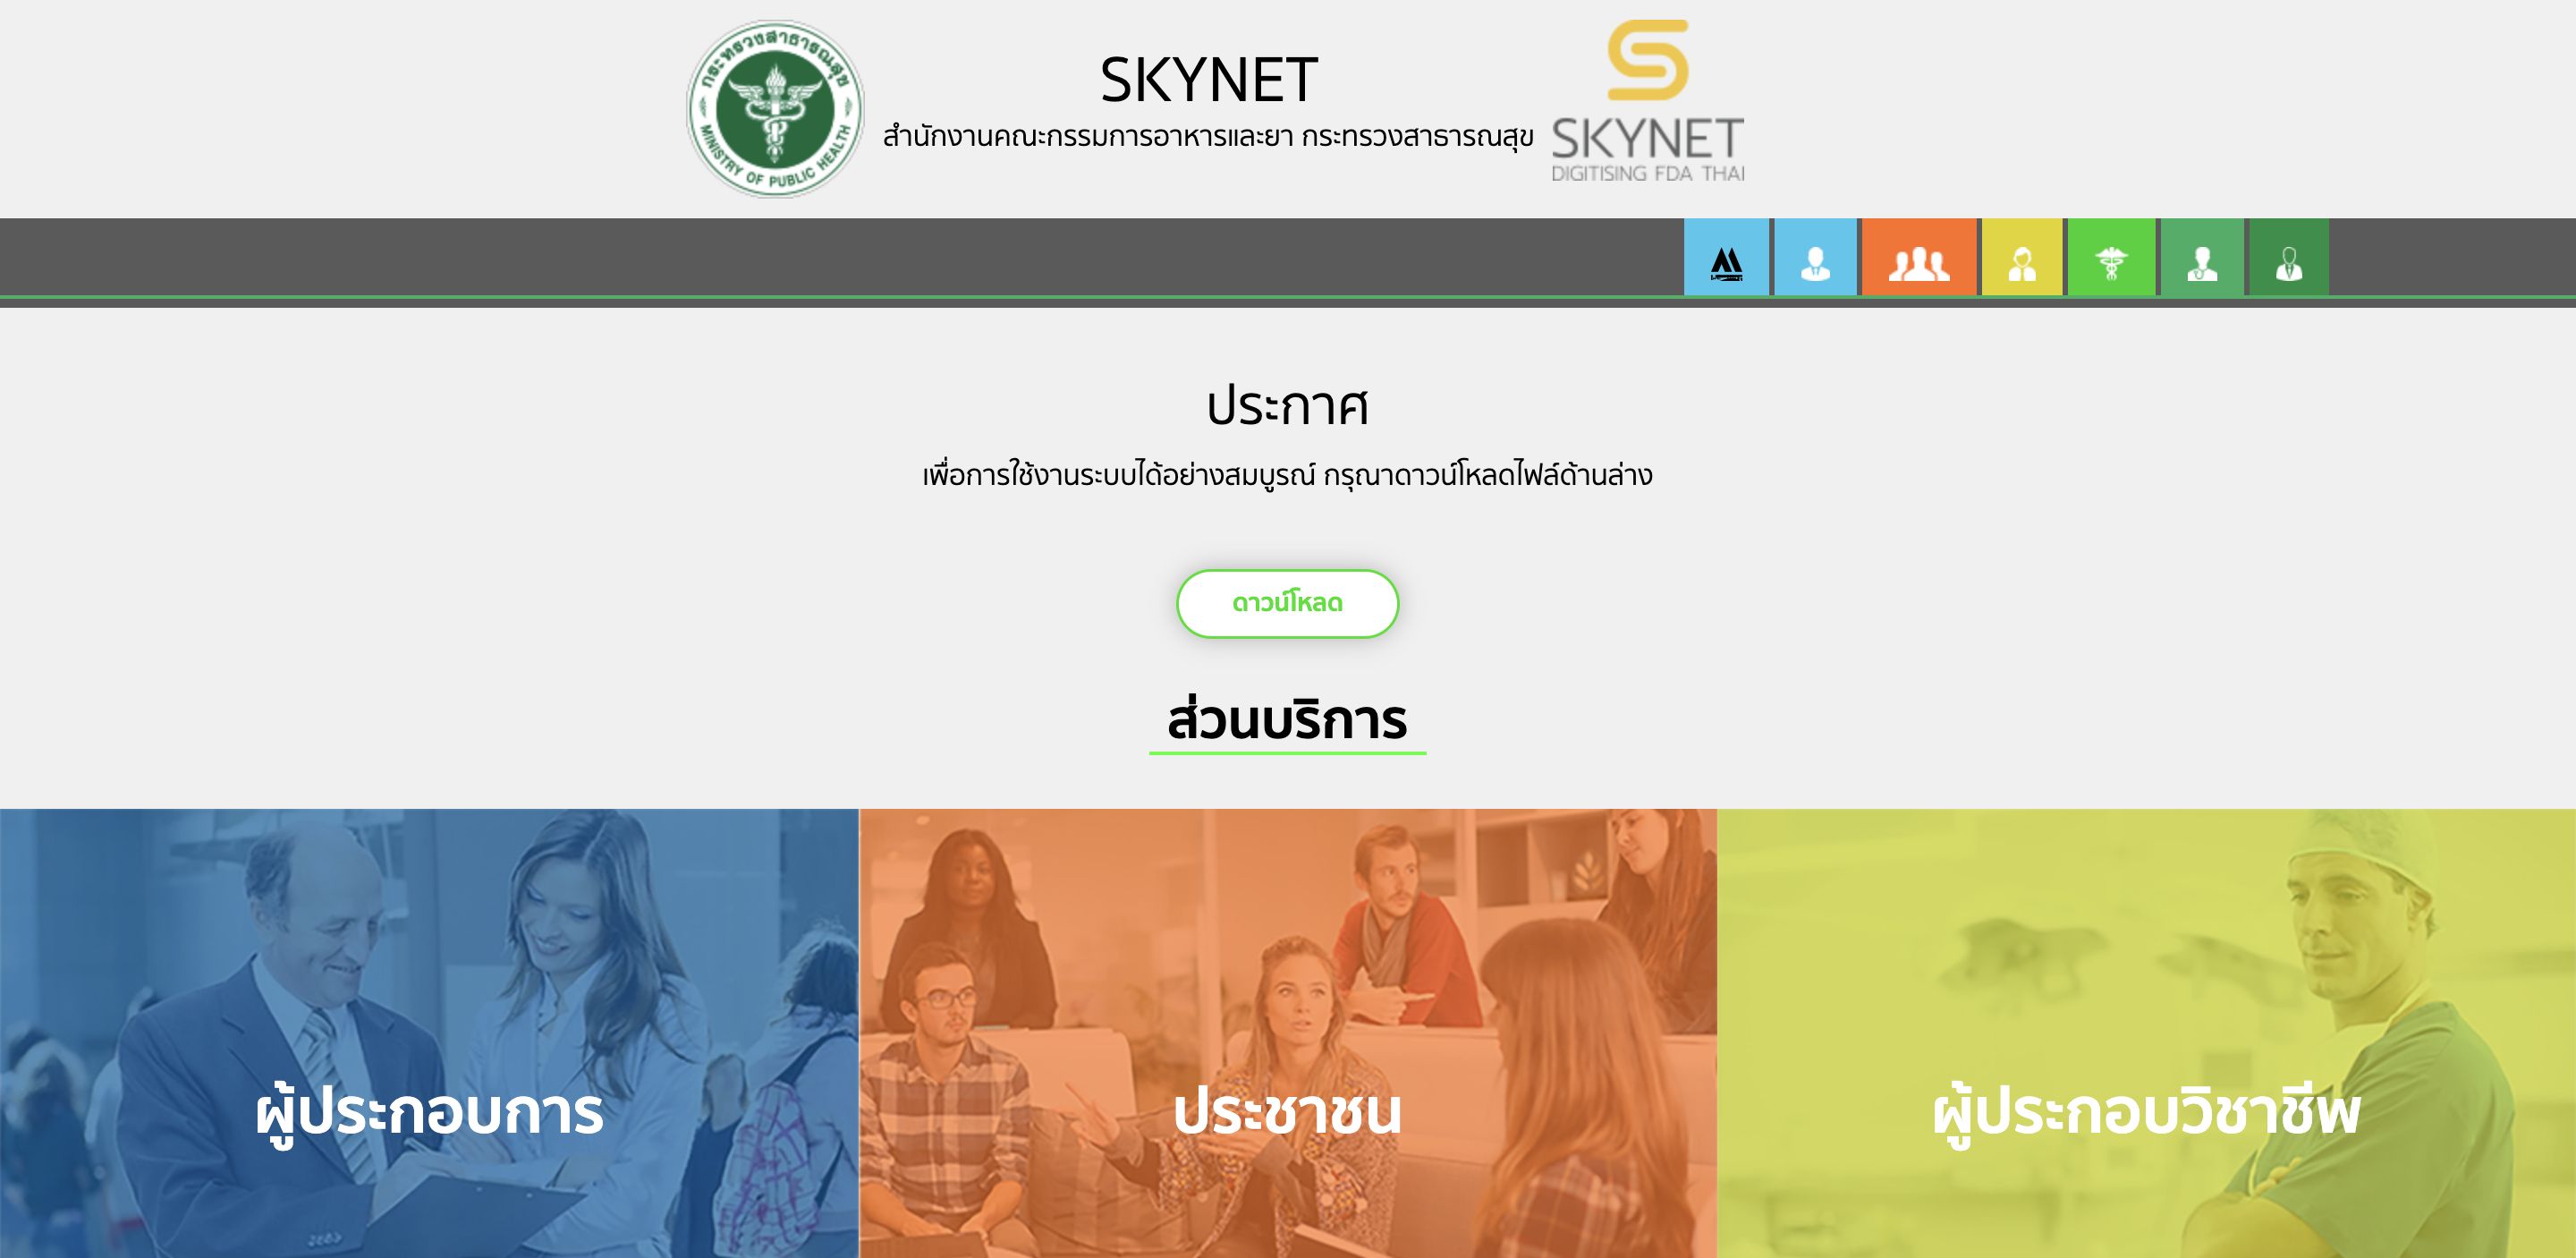 กระทรวงสาธารณสุข
MINISTRY OF PUBLIC HEALTH
SKYNET
สำนักงานคณะกรรมการอาหารและยา กระทรวงสาธารณสุข
SKYNET
DIGITISING FDA THAI
ประกาศ
เพื่อการใช้งานระบบได้อย่างสมบูรณ์ กรุณาดาวน์โหลดไฟล์ด้านล่าง
ดาวน์โหลด
ส่วนบริการ
ผู้ประกอบการ
ประชาชน
ผู้ประกอบวิชาชีพ